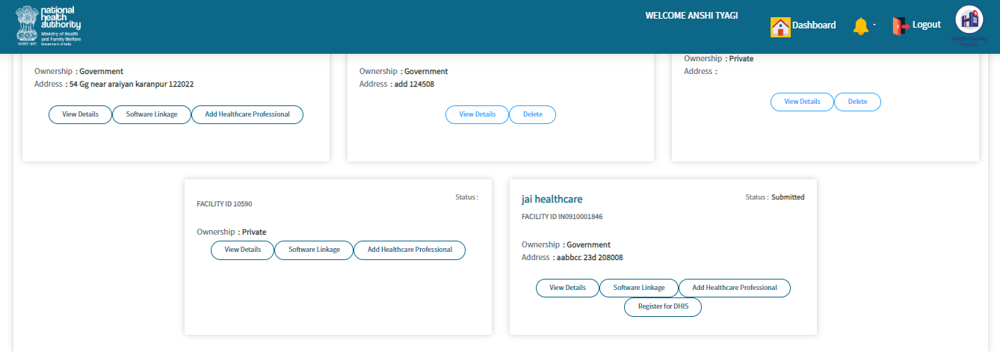 national
health
authority
Ministry of Health
and Family Welfare
Government of India
सत्यमेव जयते
WELCOME ANSHI TYAGI
Dashboard
Logout
Health Facility
Registry
Ownership : Government
Address : 54 Gg near araiyan karanpur 122022
View Details Software Linkage Add Healthcare Professional
Ownership : Government
Address : add 124508
View Details Delete
Ownership : Private
Address :
View Details Delete
Status :
FACILITY ID 10590
Ownership : Private
View Details Software Linkage Add Healthcare Professional
jai healthcare
Status : Submitted
FACILITY ID IN0910001846
Ownership : Government
Address : aabbcc 23d 208008
View Details Software Linkage Add Healthcare Professional
Register for DHIS